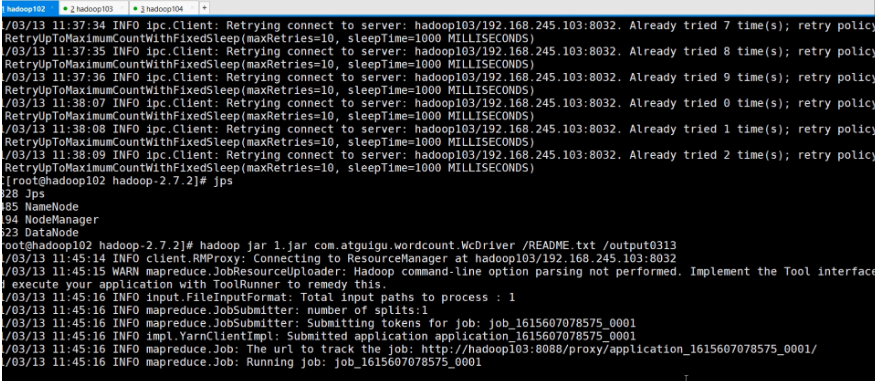 1 hadoop102 2 hadoop103 3 hadoop104 +
1/03/13 11:37:34 INFO ipc.Client: Retrying connect to server: hadoop103/192.168.245.103:8032. Already tried 7 time(s); retry policy
RetryUpToMaximumCountWithFixedSleep(maxRetries=10, sleepTime=1000 MILLISECONDS)
1/03/13 11:37:35 INFO ipc.Client: Retrying connect to server: hadoop103/192.168.245.103:8032. Already tried 8 time(s); retry policy
RetryUpToMaximumCountWithFixedSleep(maxRetries=10, sleepTime=1000 MILLISECONDS)
1/03/13 11:37:36 INFO ipc.Client: Retrying connect to server: hadoop103/192.168.245.103:8032. Already tried 9 time(s); retry policy
RetryUpToMaximumCountWithFixedSleep(maxRetries=10, sleepTime=1000 MILLISECONDS)
1/03/13 11:38:07 INFO ipc.Client: Retrying connect to server: hadoop103/192.168.245.103:8032. Already tried 0 time(s); retry policy
RetryUpToMaximumCountWithFixedSleep(maxRetries=10, sleepTime=1000 MILLISECONDS)
1/03/13 11:38:08 INFO ipc.Client: Retrying connect to server: hadoop103/192.168.245.103:8032. Already tried 1 time(s); retry policy
RetryUpToMaximumCountWithFixedSleep(maxRetries=10, sleepTime=1000 MILLISECONDS)
1/03/13 11:38:09 INFO ipc.Client: Retrying connect to server: hadoop103/192.168.245.103:8032. Already tried 2 time(s); retry policy
RetryUpToMaximumCountWithFixedSleep(maxRetries=10, sleepTime=1000 MILLISECONDS)
C[root@hadoop102 hadoop-2.7.2]# jps
328 Jps
485 NameNode
194 NodeManager
523 DataNode
root@hadoop102 hadoop-2.7.2]# hadoop jar 1.jar com.atguigu.wordcount.WcDriver /README.txt /output0313
1/03/13 11:45:14 INFO client.RMProxy: Connecting to ResourceManager at hadoop103/192.168.245.103:8032
1/03/13 11:45:15 WARN mapreduce.JobResourceUploader: Hadoop command-line option parsing not performed. Implement the Tool interface
d execute your application with ToolRunner to remedy this.
1/03/13 11:45:16 INFO input.FileInputFormat: Total input paths to process : 1
1/03/13 11:45:16 INFO mapreduce.JobSubmitter: number of splits:1
1/03/13 11:45:16 INFO mapreduce.JobSubmitter: Submitting tokens for job: job_1615607078575_0001
1/03/13 11:45:16 INFO impl.YarnClientImpl: Submitted application application_1615607078575_0001
1/03/13 11:45:16 INFO mapreduce.Job: The url to track the job: http://hadoop103:8088/proxy/application_1615607078575_0001/
1/03/13 11:45:16 INFO mapreduce.Job: Running job: job_1615607078575_0001